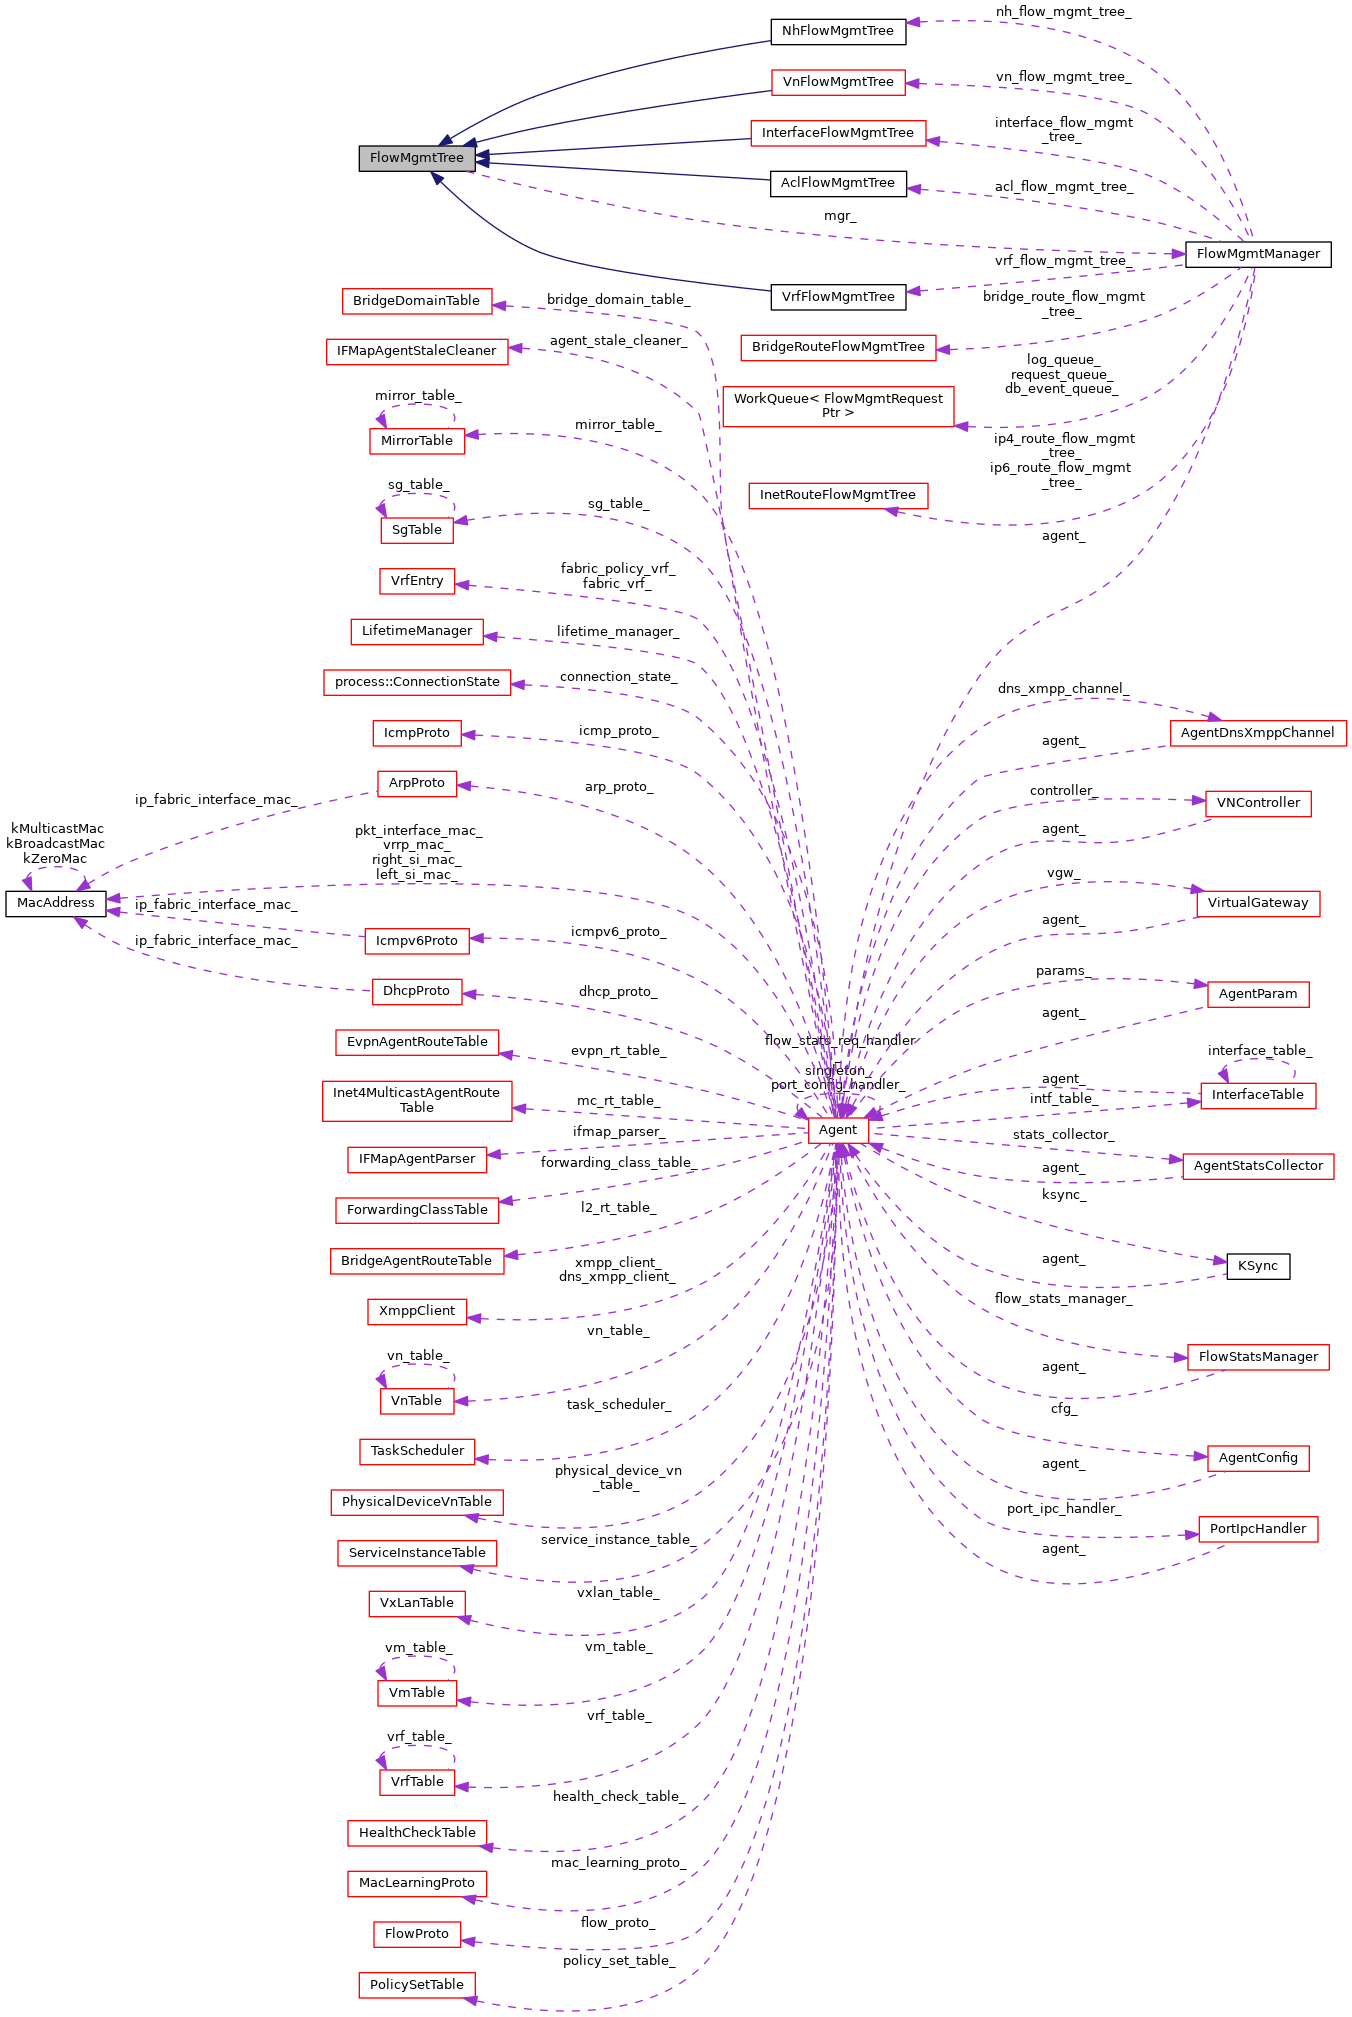 nh_flow_mgmt_tree_
NhFlowMgmtTree
vn_flow_mgmt_tree_
VnFlowMgmtTree
interface_flow_mgmt
_tree_
InterfaceFlowMgmtTree
FlowMgmtTree
AclFlowMgmtTree
acl_flow_mgmt_tree_
mgr_
FlowMgmtManager
vrf_flow_mgmt_tree_
VrfFlowMgmtTree
bridge_route_flow_mgmt
_tree_
BridgeDomainTable
bridge_domain_table_
BridgeRouteFlowMgmtTree
IFMapAgentStaleCleaner
agent_stale_cleaner_
log_queue_
request_queue_
db_event_queue_
WorkQueue< FlowMgmtRequest
Ptr >
mirror_table_
MirrorTable
mirror_table_
ip4_route_flow_mgmt
_tree_
ip6_route_flow_mgmt
_tree_
InetRouteFlowMgmtTree
sg_table_
SgTable
sg_table_
agent_
VrfEntry
fabric_policy_vrf_
fabric_vrf_
LifetimeManager
lifetime_manager_
process::ConnectionState
connection_state_
dns_xmpp_channel_
AgentDnsXmppChannel
IcmpProto
icmp_proto_
agent_
ArpProto
arp_proto_
controller_
VNController
ip_fabric_interface_mac_
agent_
kMulticastMac
kBroadcastMac
kZeroMac
MacAddress
pkt_interface_mac_
vrrp_mac_
right_si_mac_
left_si_mac_
vgw_
VirtualGateway
ip_fabric_interface_mac_
agent_
Icmpv6Proto
icmpv6_proto_
ip_fabric_interface_mac_
params_
AgentParam
DhcpProto
dhcp_proto_
agent_
EvpnAgentRouteTable
evpn_rt_table_
flow_stats_req_handler
_
singleton_
port_config_handler_
interface_table_
InterfaceTable
agent_
intf_table_
Inet4MulticastAgentRoute
Table
mc_rt_table_
Agent
stats_collector_
AgentStatsCollector
agent_
IFMapAgentParser
ifmap_parser_
ForwardingClassTable
forwarding_class_table_
ksync_
KSync
agent_
BridgeAgentRouteTable
l2_rt_table_
XmppClient
xmpp_client_
dns_xmpp_client_
flow_stats_manager_
FlowStatsManager
agent_
vn_table_
VnTable
vn_table_
cfg_
AgentConfig
agent_
TaskScheduler
task_scheduler_
PhysicalDeviceVnTable
physical_device_vn
_table_
port_ipc_handler_
PortIpcHandler
agent_
ServiceInstanceTable
service_instance_table_
VxLanTable
vxlan_table_
vm_table_
VmTable
vm_table_
vrf_table_
VrfTable
vrf_table_
HealthCheckTable
health_check_table_
MacLearningProto
mac_learning_proto_
FlowProto
flow_proto_
PolicySetTable
policy_set_table_